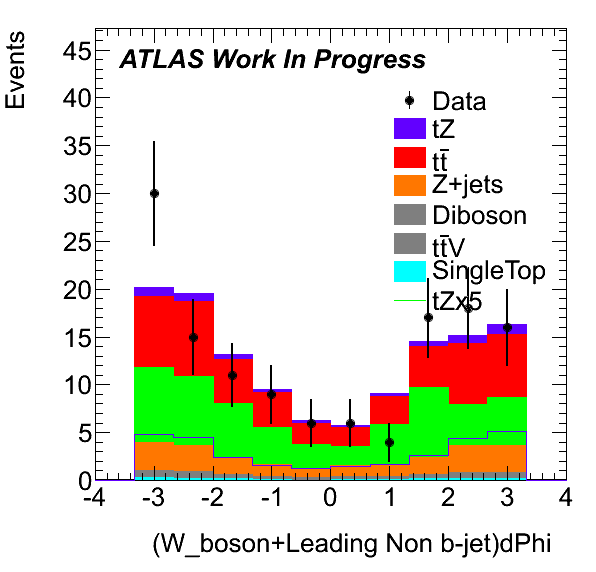 Events
ATLAS Work In Progress
Data
tZ
tt̄
Z+jets
Diboson
tt̄V
SingleTop
tZx5
45
40
35
30
25
20
15
10
5
0
-4 -3 -2 -1 0 1 2 3 4
(W_boson+Leading Non b-jet)dPhi